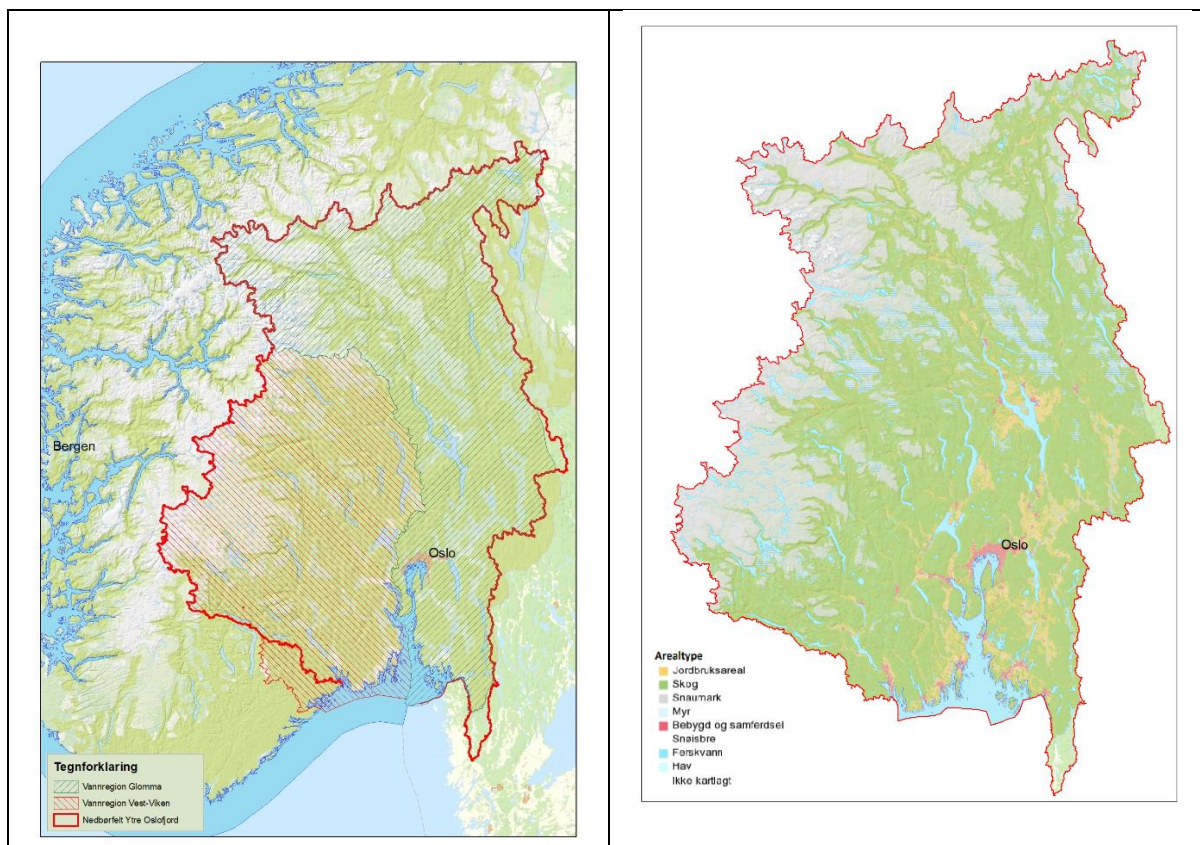 Bergen
Oslo
Tegnforklaring
Vannregion Glomma
Vannregion Vest-Viken
Nedbørfelt Ytre Oslofjord
Oslo
Arealtype
Jordbruksareal
Skog
Snaumark
Myr
Bebygd og samferdsel
Snøisbre
Ferskvann
Hav
Ikke kartlagt